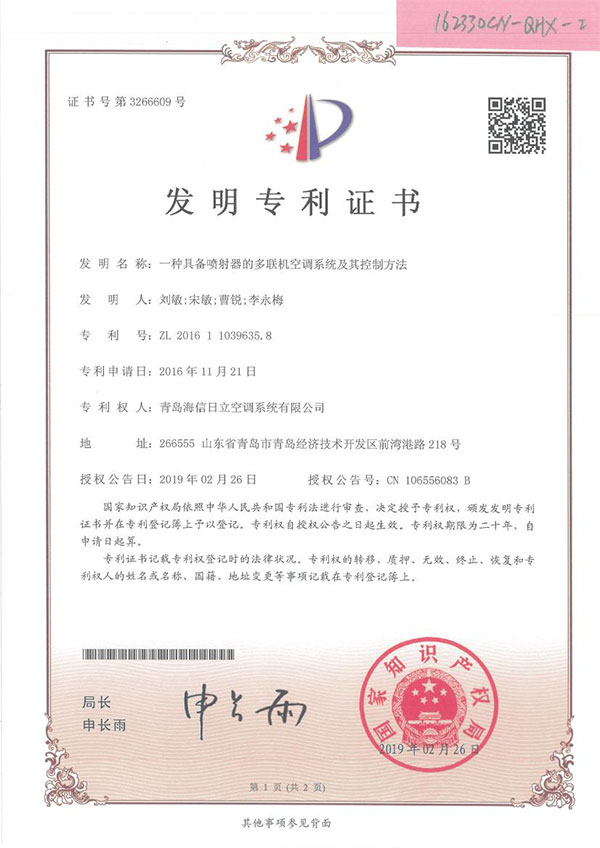 162330CN-QHX-2
证书号第3266609号
发明专利证书
发明名称：一种具备喷射器的多联机空调系统及其控制方法
发明人：刘敏;宋敏;曹锐;李永梅
专利号：ZL 2016 1 1039635.8
专利申请日：2016年11月21日
专利权人：青岛海信日立空调系统有限公司
地址：266555 山东省青岛市青岛经济技术开发区前湾港路218号
授权公告日：2019年02月26日 授权公告号：CN 106556083 B
国家知识产权局依照中华人民共和国专利法进行审查，决定授予专利权，颁发发明专利
证书并在专利登记簿上予以登记。专利权自授权公告之日起生效。专利权期限为二十年，自
申请日起算。
专利证书记载专利权登记时的法律状况。专利权的转移、质押、无效、终止、恢复和专
利权人的姓名或名称、国籍、地址变更等事项记载在专利登记簿上。
局长
申长雨
申长雨
国家知识产权局
2019年02月26日
第1页(共2页)
其他事项参见背面